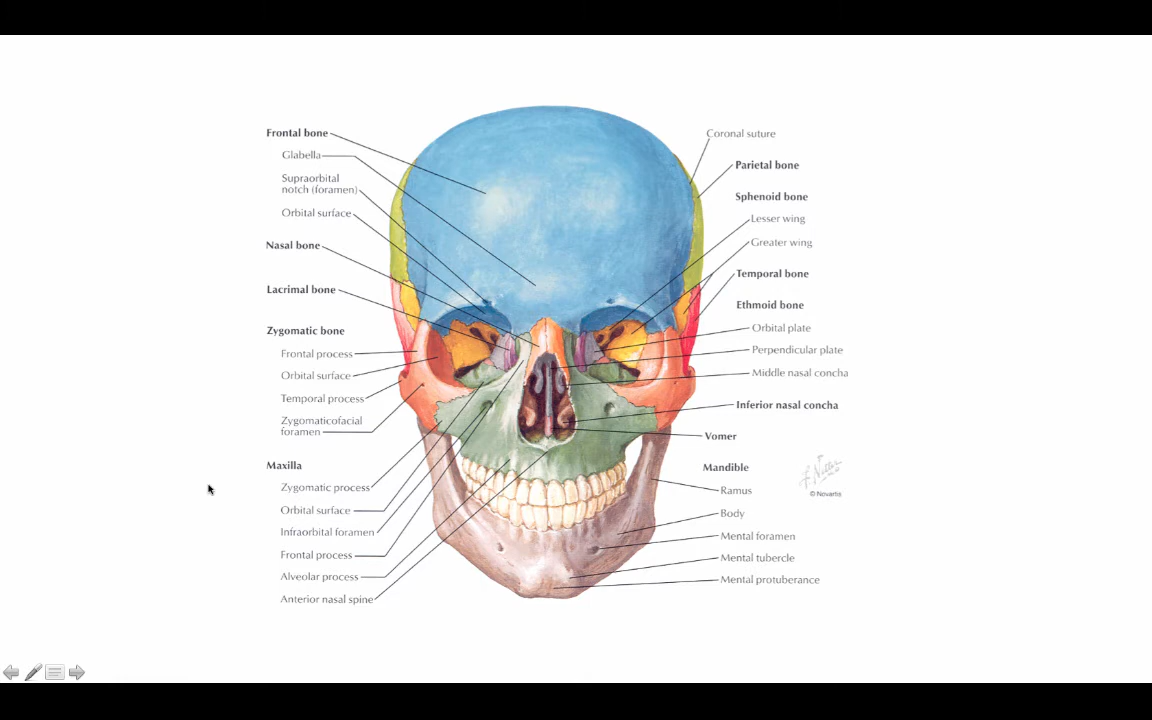 Frontal bone
Glabella
Supraorbital
notch (foramen)
Orbital surface
Nasal bone
Lacrimal bone
Zygomatic bone
Frontal process
Orbital surface
Temporal process
Zygomaticofacial
foramen
Maxilla
Zygomatic process
Orbital surface
Infraorbital foramen
Frontal process
Alveolar process
Anterior nasal spine
Coronal suture
Parietal bone
Sphenoid bone
Lesser wing
Greater wing
Temporal bone
Ethmoid bone
Orbital plate
Perpendicular plate
Middle nasal concha
Inferior nasal concha
Vomer
Mandible
Ramus
Body
Mental foramen
Mental tubercle
Mental protuberance
F. Netter
© Novartis